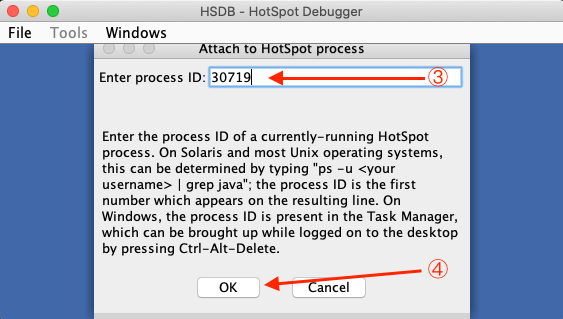 HSDB - HotSpot Debugger
File Tools Windows
Attach to HotSpot process
Enter process ID: 30719 ③
Enter the process ID of a currently-running HotSpot
process. On Solaris and most Unix operating systems,
this can be determined by typing "ps -u <your
username> | grep java"; the process ID is the first
number which appears on the resulting line. On
Windows, the process ID is present in the Task Manager,
which can be brought up while logged on to the desktop
by pressing Ctrl-Alt-Delete.
④
OK Cancel